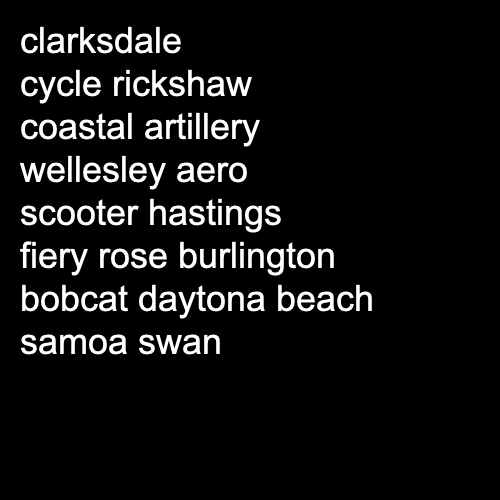 clarksdale
cycle rickshaw
coastal artillery
wellesley aero
scooter hastings
fiery rose burlington
bobcat daytona beach
samoa swan